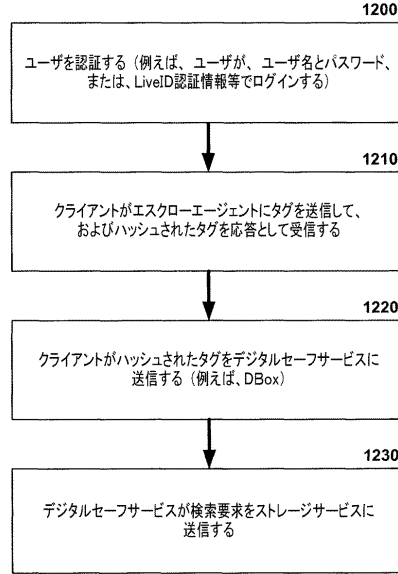 1200
ユーザを認証する（例えば、ユーザが、ユーザ名とパスワード、
または、LiveID認証情報等でログインする）
1210
クライアントがエスクローエージェントにタグを送信して、
およびハッシュされたタグを応答として受信する
1220
クライアントがハッシュされたタグをデジタルセーフサービスに
送信する（例えば、DBox）
1230
デジタルセーフサービスが検索要求をストレージサービスに
送信する